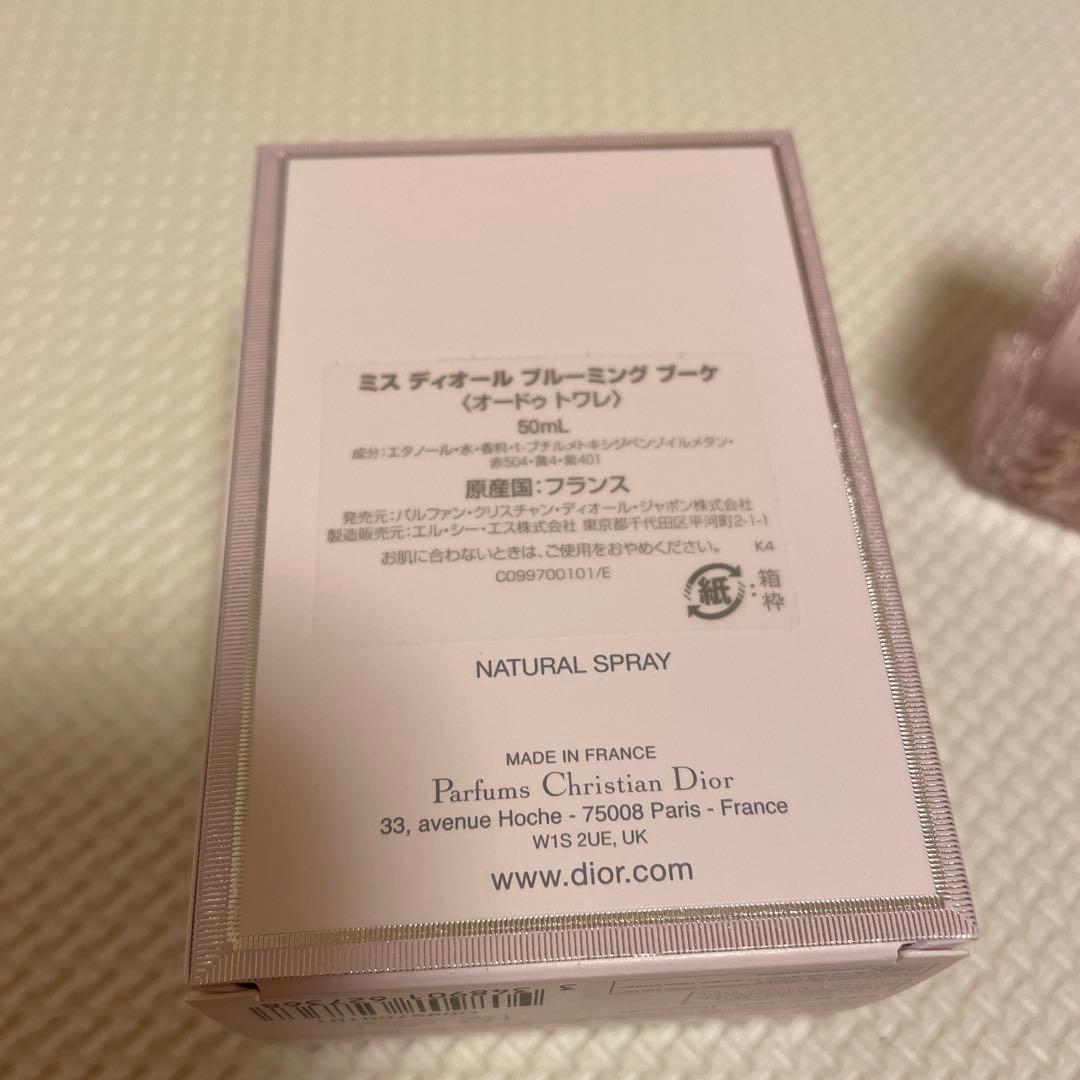 ミス ディオール ブルーミング ブーケ
〈オードゥ トワレ〉
50mL
成分:エタノール・水・香料・t-ブチルメトキシジベンゾイルメタン・
赤504・黄4・紫401
原産国:フランス
発売元:パルファン・クリスチャン・ディオール・ジャポン株式会社
製造販売元:エル・シー・エス株式会社 東京都千代田区平河町2-1-1
お肌に合わないときは、ご使用をおやめください。 K4
C099700101/E
紙:箱
枠
NATURAL SPRAY
MADE IN FRANCE
Parfums Christian Dior
33, avenue Hoche - 75008 Paris - France
W1S 2UE, UK
www.dior.com